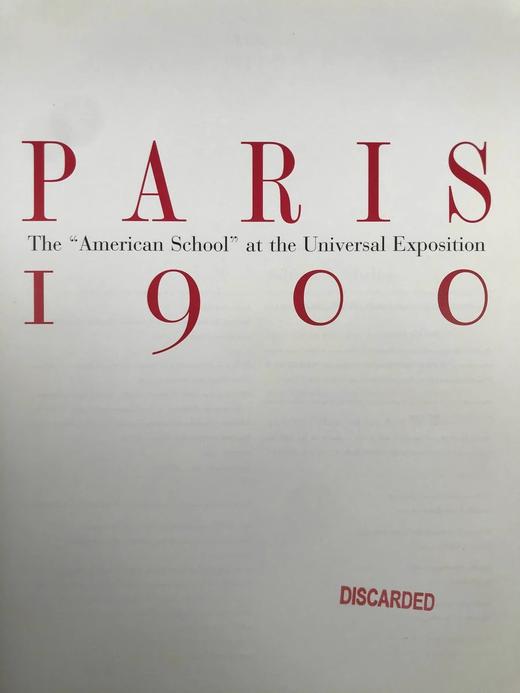 PARIS
The “American School” at the Universal Exposition
1900
DISCARDED